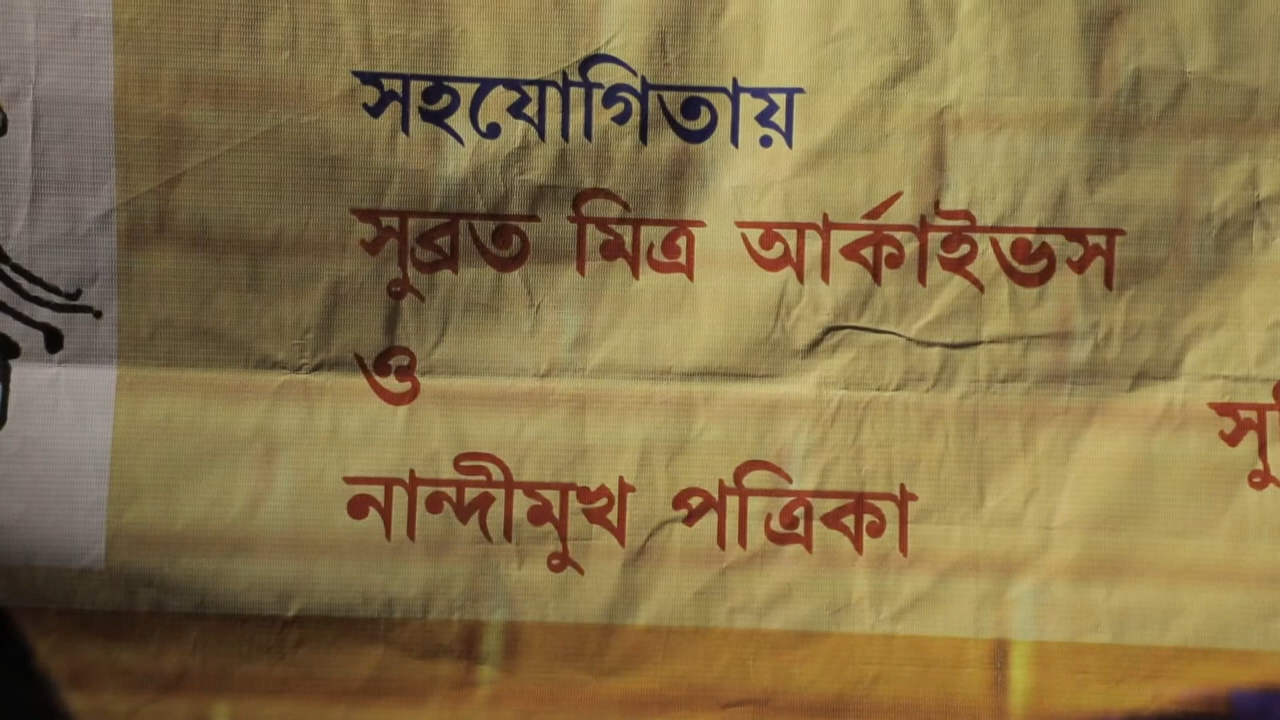 সহযোগিতায়
সুব্রত মিত্র আর্কাইভস
ও
নান্দীমুখ পত্রিকা